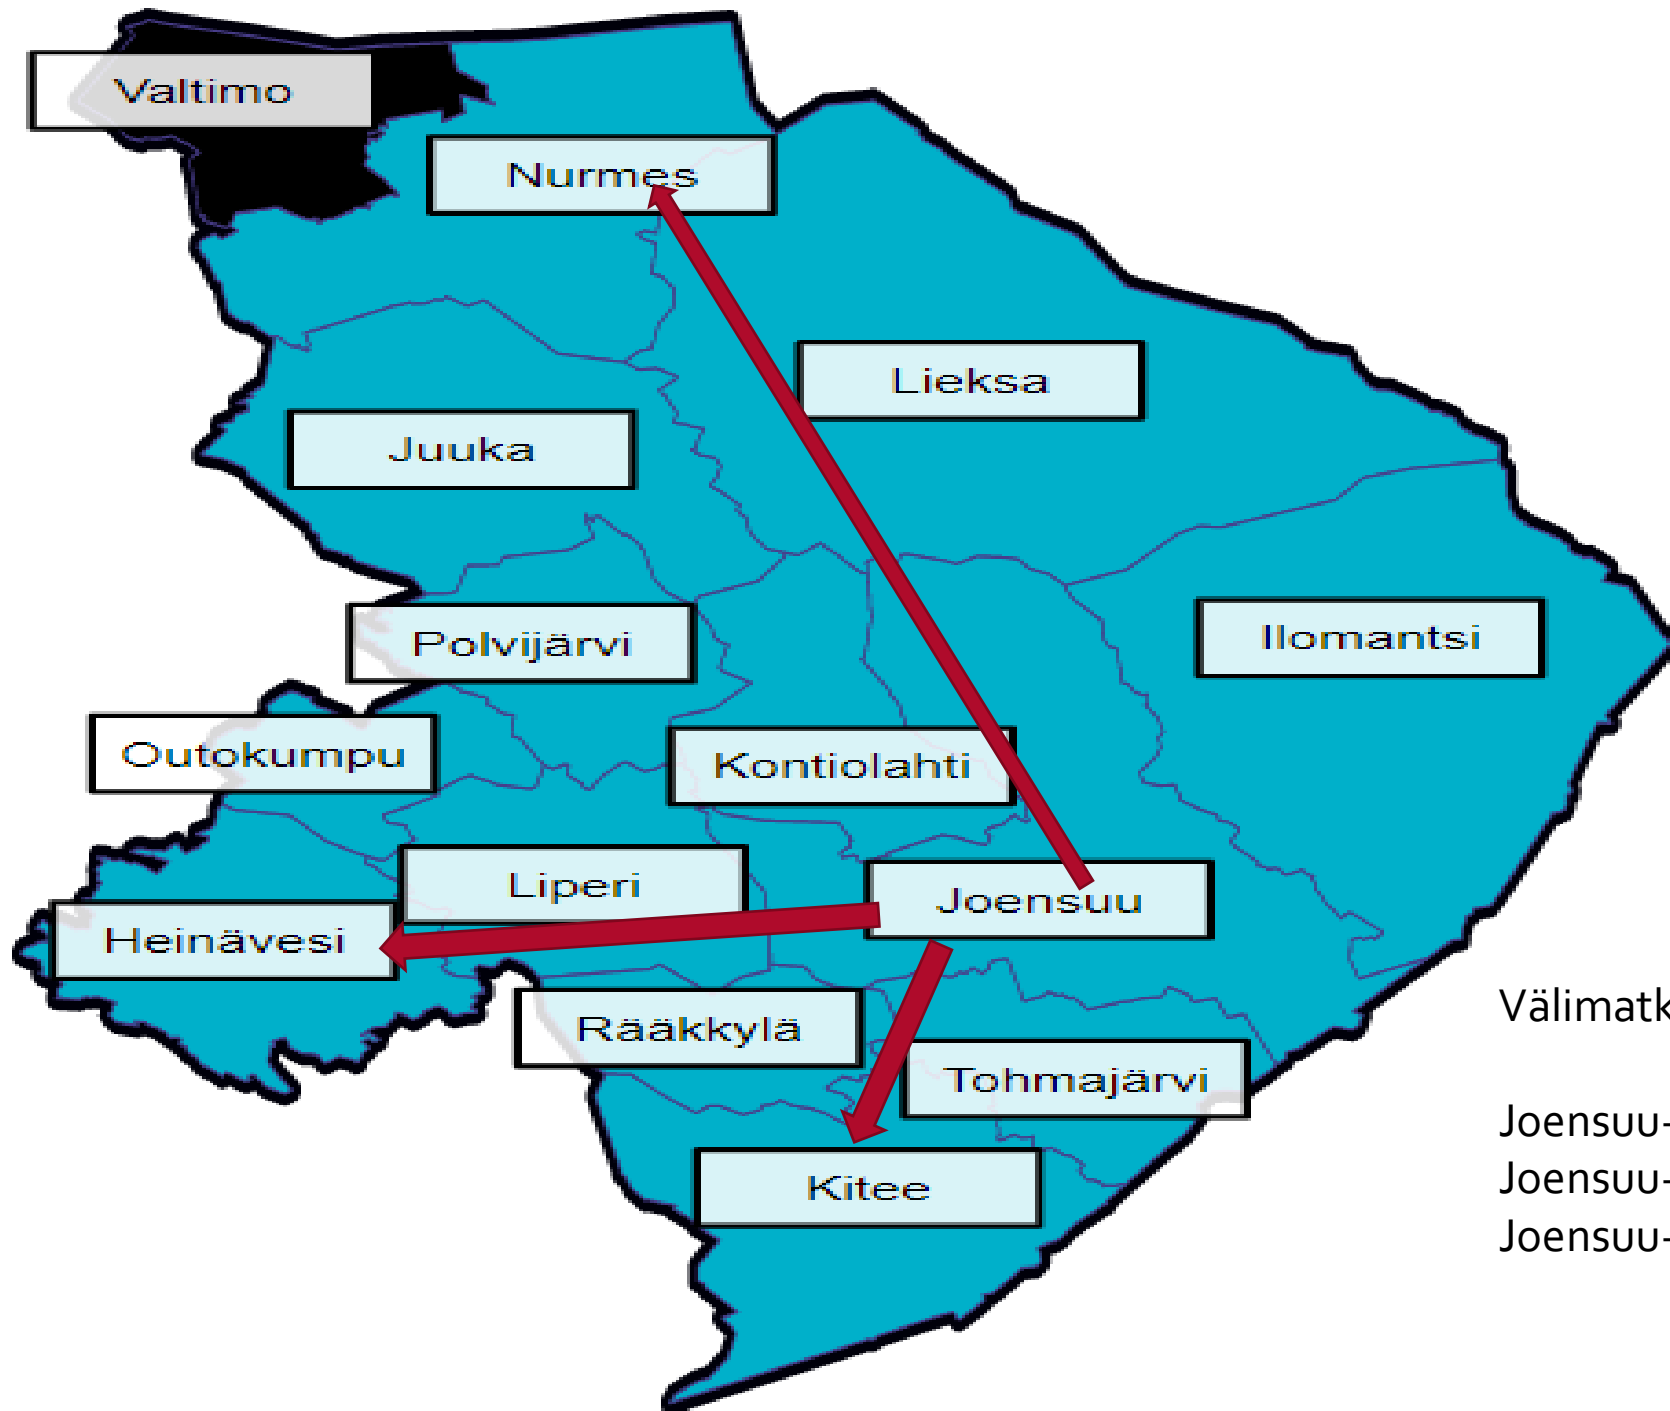 Valtimo
Nurmes
Lieksa
Juuka
Polvijärvi
Ilomantsi
Outokumpu
Kontiolahti
Liperi
Joensuu
Heinävesi
Rääkkylä
Tohmajärvi
Kitee
Välimatk
Joensuu-
Joensuu-
Joensuu-